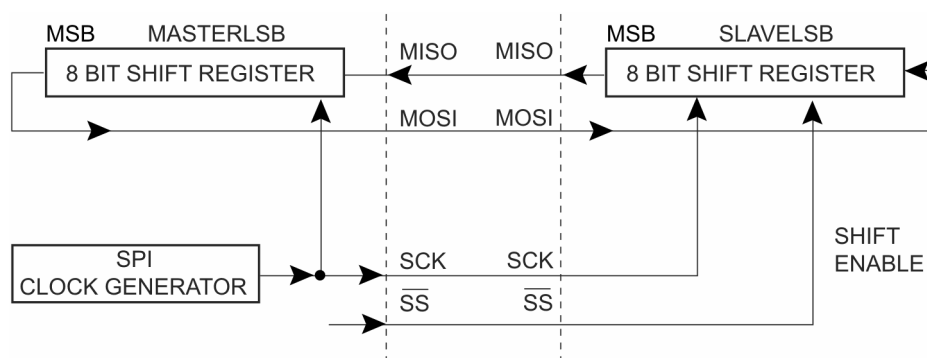 MSB MASTERLSB
8 BIT SHIFT REGISTER
MISO MISO
MSB SLAVELSB
8 BIT SHIFT REGISTER
MOSI MOSI
SPI
CLOCK GENERATOR
SCK SCK
SS SS
SHIFT
ENABLE